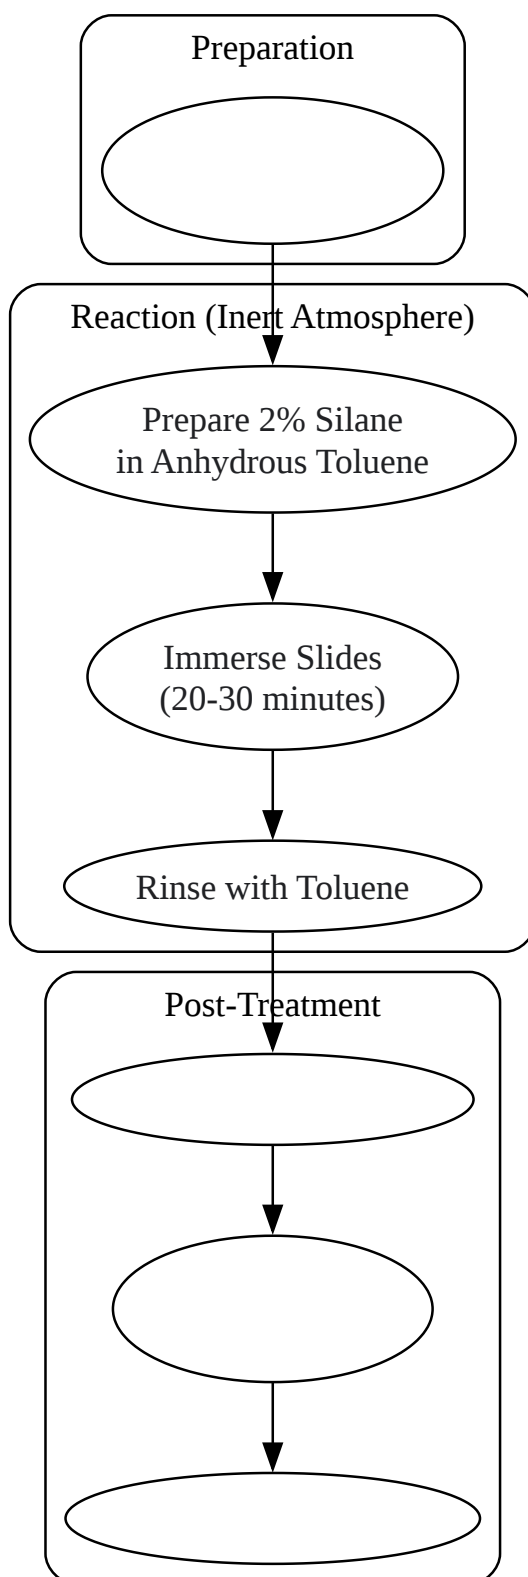 Preparation
Reaction (Inert Atmosphere)
Prepare 2% Silane
in Anhydrous Toluene
Immerse Slides
(20-30 minutes)
Rinse with Toluene
Post-Treatment